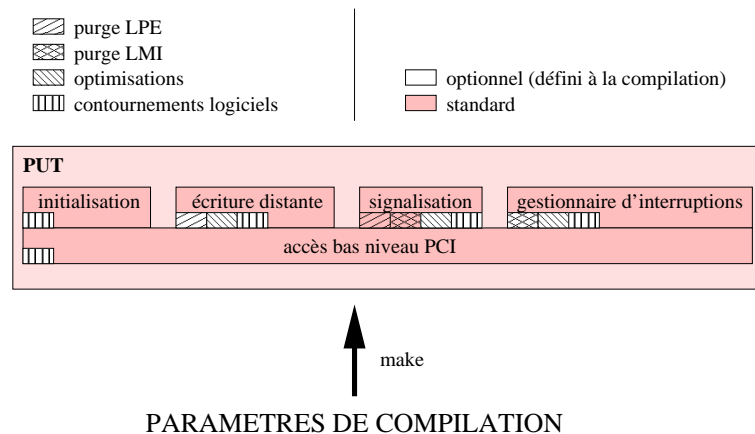 purge LPE
purge LMI
optimisations
contournements logiciels
optionnel (défini à la compilation)
standard
PUT
initialisation
écriture distante
signalisation
gestionnaire d'interruptions
accès bas niveau PCI
make
PARAMETRES DE COMPILATION